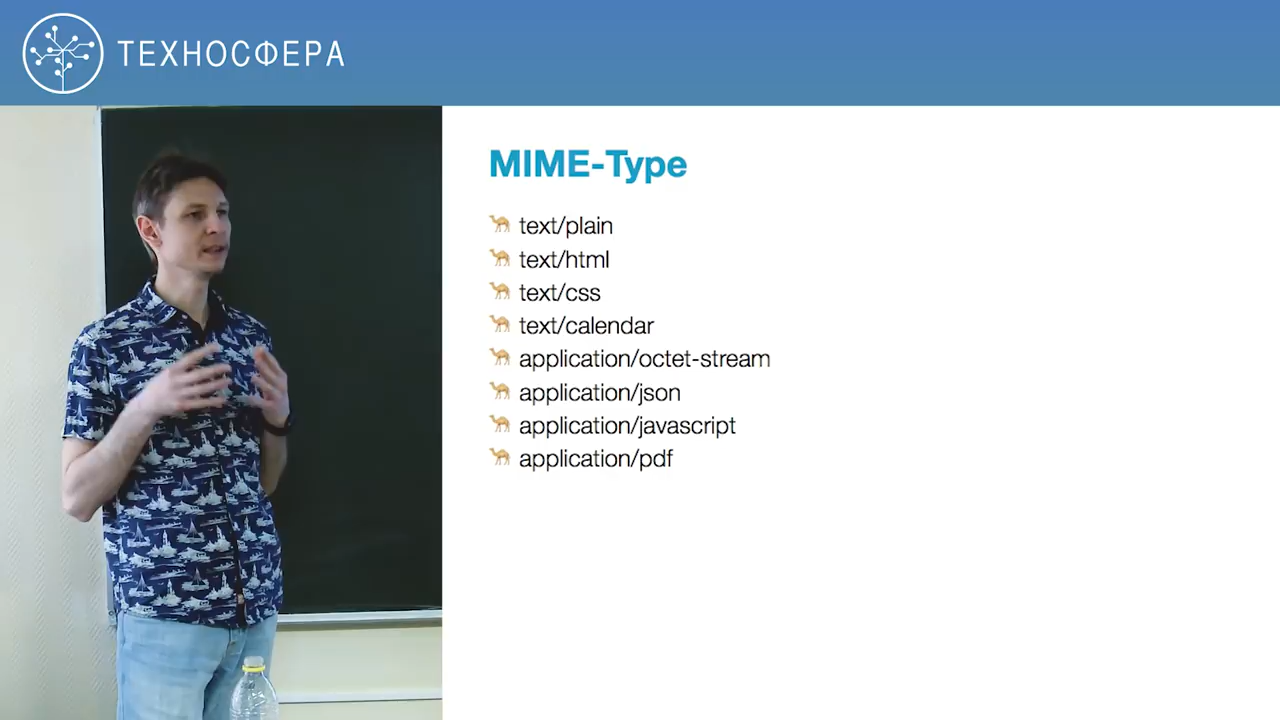 ТЕХНОСФЕРА
MIME-Type
text/plain
text/html
text/css
text/calendar
application/octet-stream
application/json
application/javascript
application/pdf